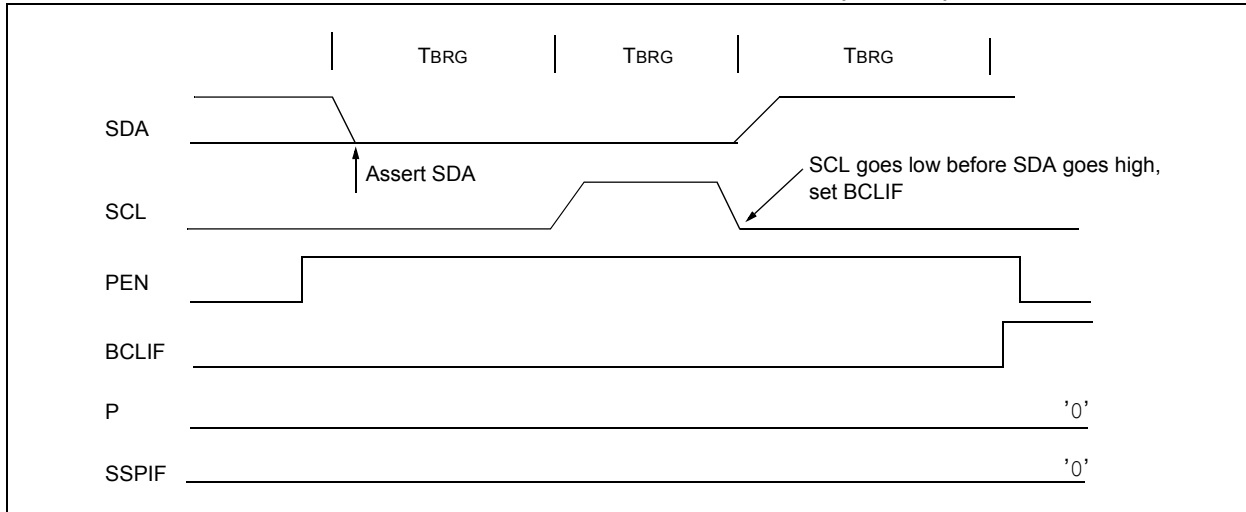 TBRG TBRG TBRG
SDA
Assert SDA
SCL goes low before SDA goes high,
set BCLIF
SCL
PEN
BCLIF
P
'0'
SSPIF
'0'